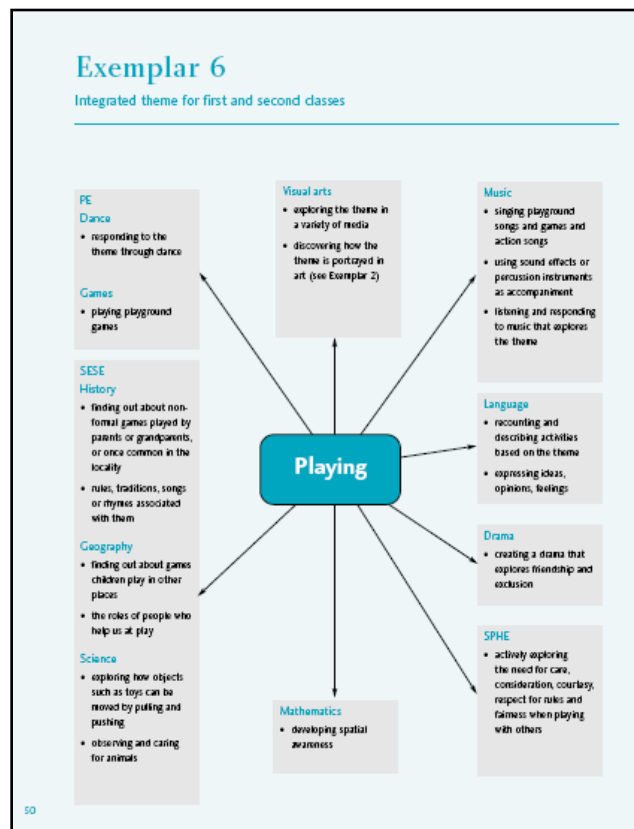 Exemplar 6
Integrated theme for first and second classes
PE
Dance
• responding to the
theme through dance
Games
• playing playground
games
SESE
History
• finding out about non-
formal games played by
parents or grandparents,
or once common in the
locality
• rules, traditions, songs
or rhymes associated
with them
Geography
• finding out about games
children play in other
places
• the roles of people who
help us at play
Science
• exploring how objects
such as toys can be
moved by pulling and
pushing
• observing and caring
for animals
Visual arts
• exploring the theme in
a variety of media
• discovering how the
theme is portrayed in
art (see Exemplar 2)
Playing
Mathematics
• developing spatial
awareness
Music
• singing playground
songs and games and
action songs
• using sound effects or
percussion instruments
as accompaniment
• listening and responding
to music that explores
the theme
Language
• recounting and
describing activities
based on the theme
• expressing ideas,
opinions, feelings
Drama
• creating a drama that
explores friendship and
exclusion
SPHE
• actively exploring
the need for care,
consideration, courtesy,
respect for rules and
fairness when playing
with others
50